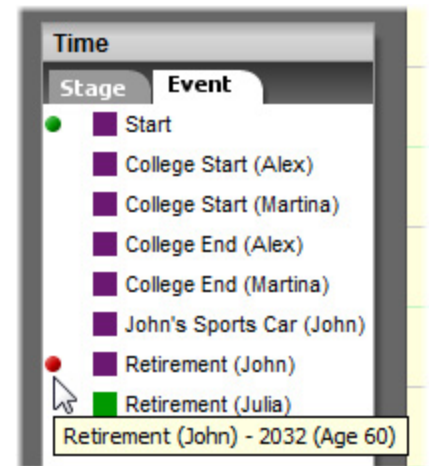 Time
Stage Event
Start
College Start (Alex)
College Start (Martina)
College End (Alex)
College End (Martina)
John's Sports Car (John)
Retirement (John)
Retirement (Julia)
Retirement (John) - 2032 (Age 60)